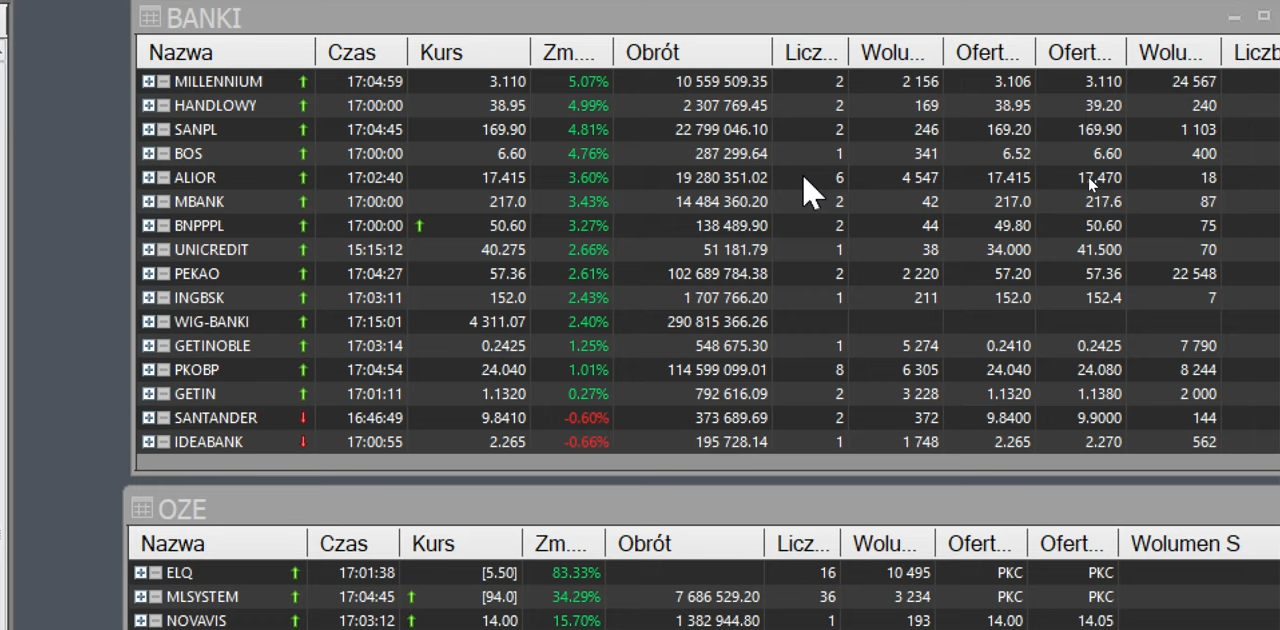 BANKI
Nazwa Czas Kurs Zm.... Obrót Licz... Wolu... Ofert... Ofert... Wolu... Liczb
MILLENNIUM 17:04:59 3.110 5.07% 10 559 509.35 2 2 156 3.106 3.110 24 567
HANDLOWY 17:00:00 38.95 4.99% 2 307 769.45 2 169 38.95 39.20 240
SANPL 17:04:45 169.90 4.81% 22 799 046.10 2 246 169.20 169.90 1 103
BOS 17:00:00 6.60 4.76% 287 299.64 1 341 6.52 6.60 400
ALIOR 17:02:40 17.415 3.60% 19 280 351.02 6 4 547 17.415 17.470 18
MBANK 17:00:00 217.0 3.43% 14 484 360.20 2 42 217.0 217.6 87
BNPPPL 17:00:00 50.60 3.27% 138 489.90 2 44 49.80 50.60 75
UNICREDIT 15:15:12 40.275 2.66% 51 181.79 1 38 34.000 41.500 70
PEKAO 17:04:27 57.36 2.61% 102 689 784.38 2 2 220 57.20 57.36 22 548
INGBSK 17:03:11 152.0 2.43% 1 707 766.20 1 211 152.0 152.4 7
WIG-BANKI 17:15:01 4 311.07 2.40% 290 815 366.26
GETINOBLE 17:03:14 0.2425 1.25% 548 675.30 1 5 274 0.2410 0.2425 7 790
PKOBP 17:04:54 24.040 1.01% 114 599 099.01 8 6 305 24.040 24.080 8 244
GETIN 17:01:11 1.1320 0.27% 792 616.09 2 3 228 1.1320 1.1380 2 000
SANTANDER 16:46:49 9.8410 -0.60% 373 689.69 2 372 9.8400 9.9000 144
IDEABANK 17:00:55 2.265 -0.66% 195 728.14 1 1 748 2.265 2.270 562
OZE
Nazwa Czas Kurs Zm.... Obrót Licz... Wolu... Ofert... Ofert... Wolumen S
ELQ 17:01:38 [5.50] 83.33% 16 10 495 PKC PKC
MLSYSTEM 17:04:45 [94.0] 34.29% 7 686 529.20 36 3 234 PKC PKC
NOVAVIS 17:03:12 14.00 15.70% 1 382 944.80 1 193 14.00 14.05